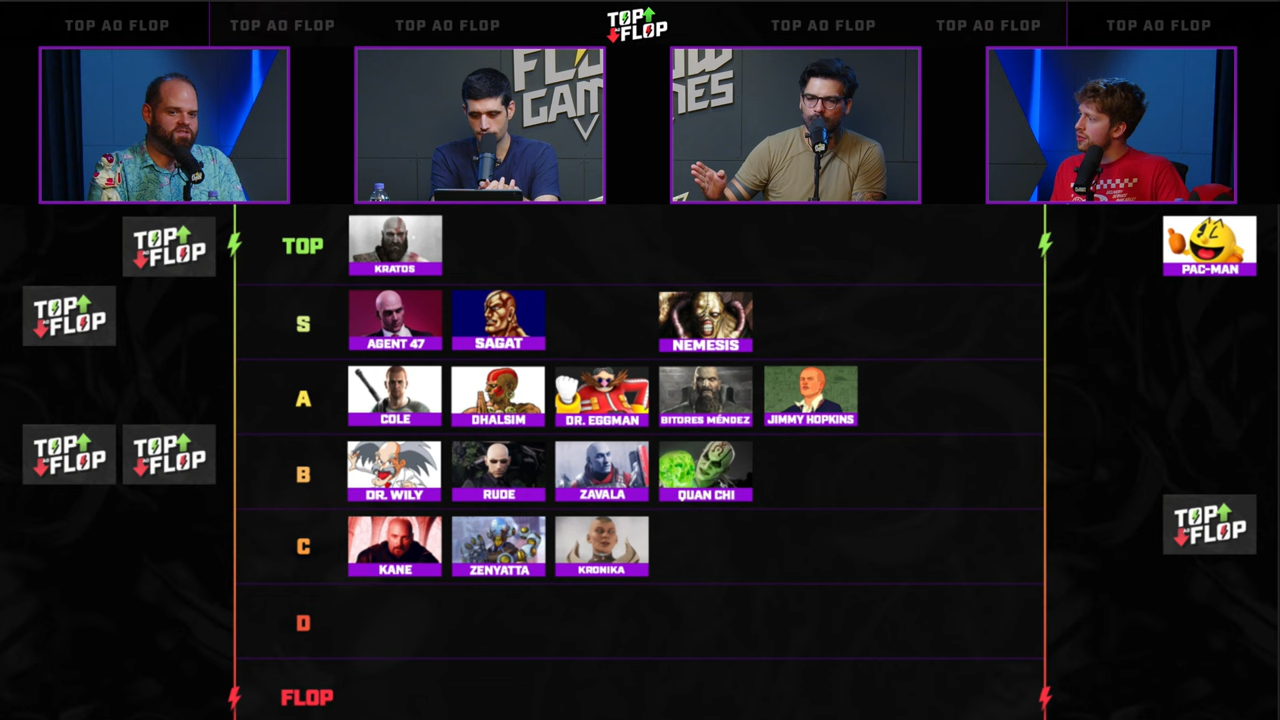 TOP AO FLOP
TOP AO FLOP
TOP AO FLOP
TOP
FLOP
TOP AO FLOP
TOP AO FLOP
TOP AO FLOP
GAM
NES
TOP
FLOP
TOP
KRATOS
PAC-MAN
TOP
FLOP
S
AGENT 47
SAGAT
NEMESIS
A
COLE
DHALSIM
DR. EGGMAN
BITORES MÉNDEZ
JIMMY HOPKINS
TOP
FLOP
TOP
FLOP
B
DR. WILY
RUDE
ZAVALA
QUAN CHI
TOP
FLOP
C
KANE
ZENYATTA
KRONIKA
D
FLOP